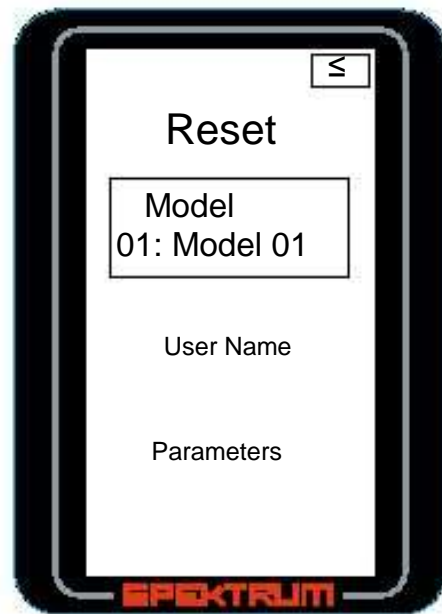 ≤
Reset
Model
01: Model 01
User Name
Parameters
SPEKTRUM